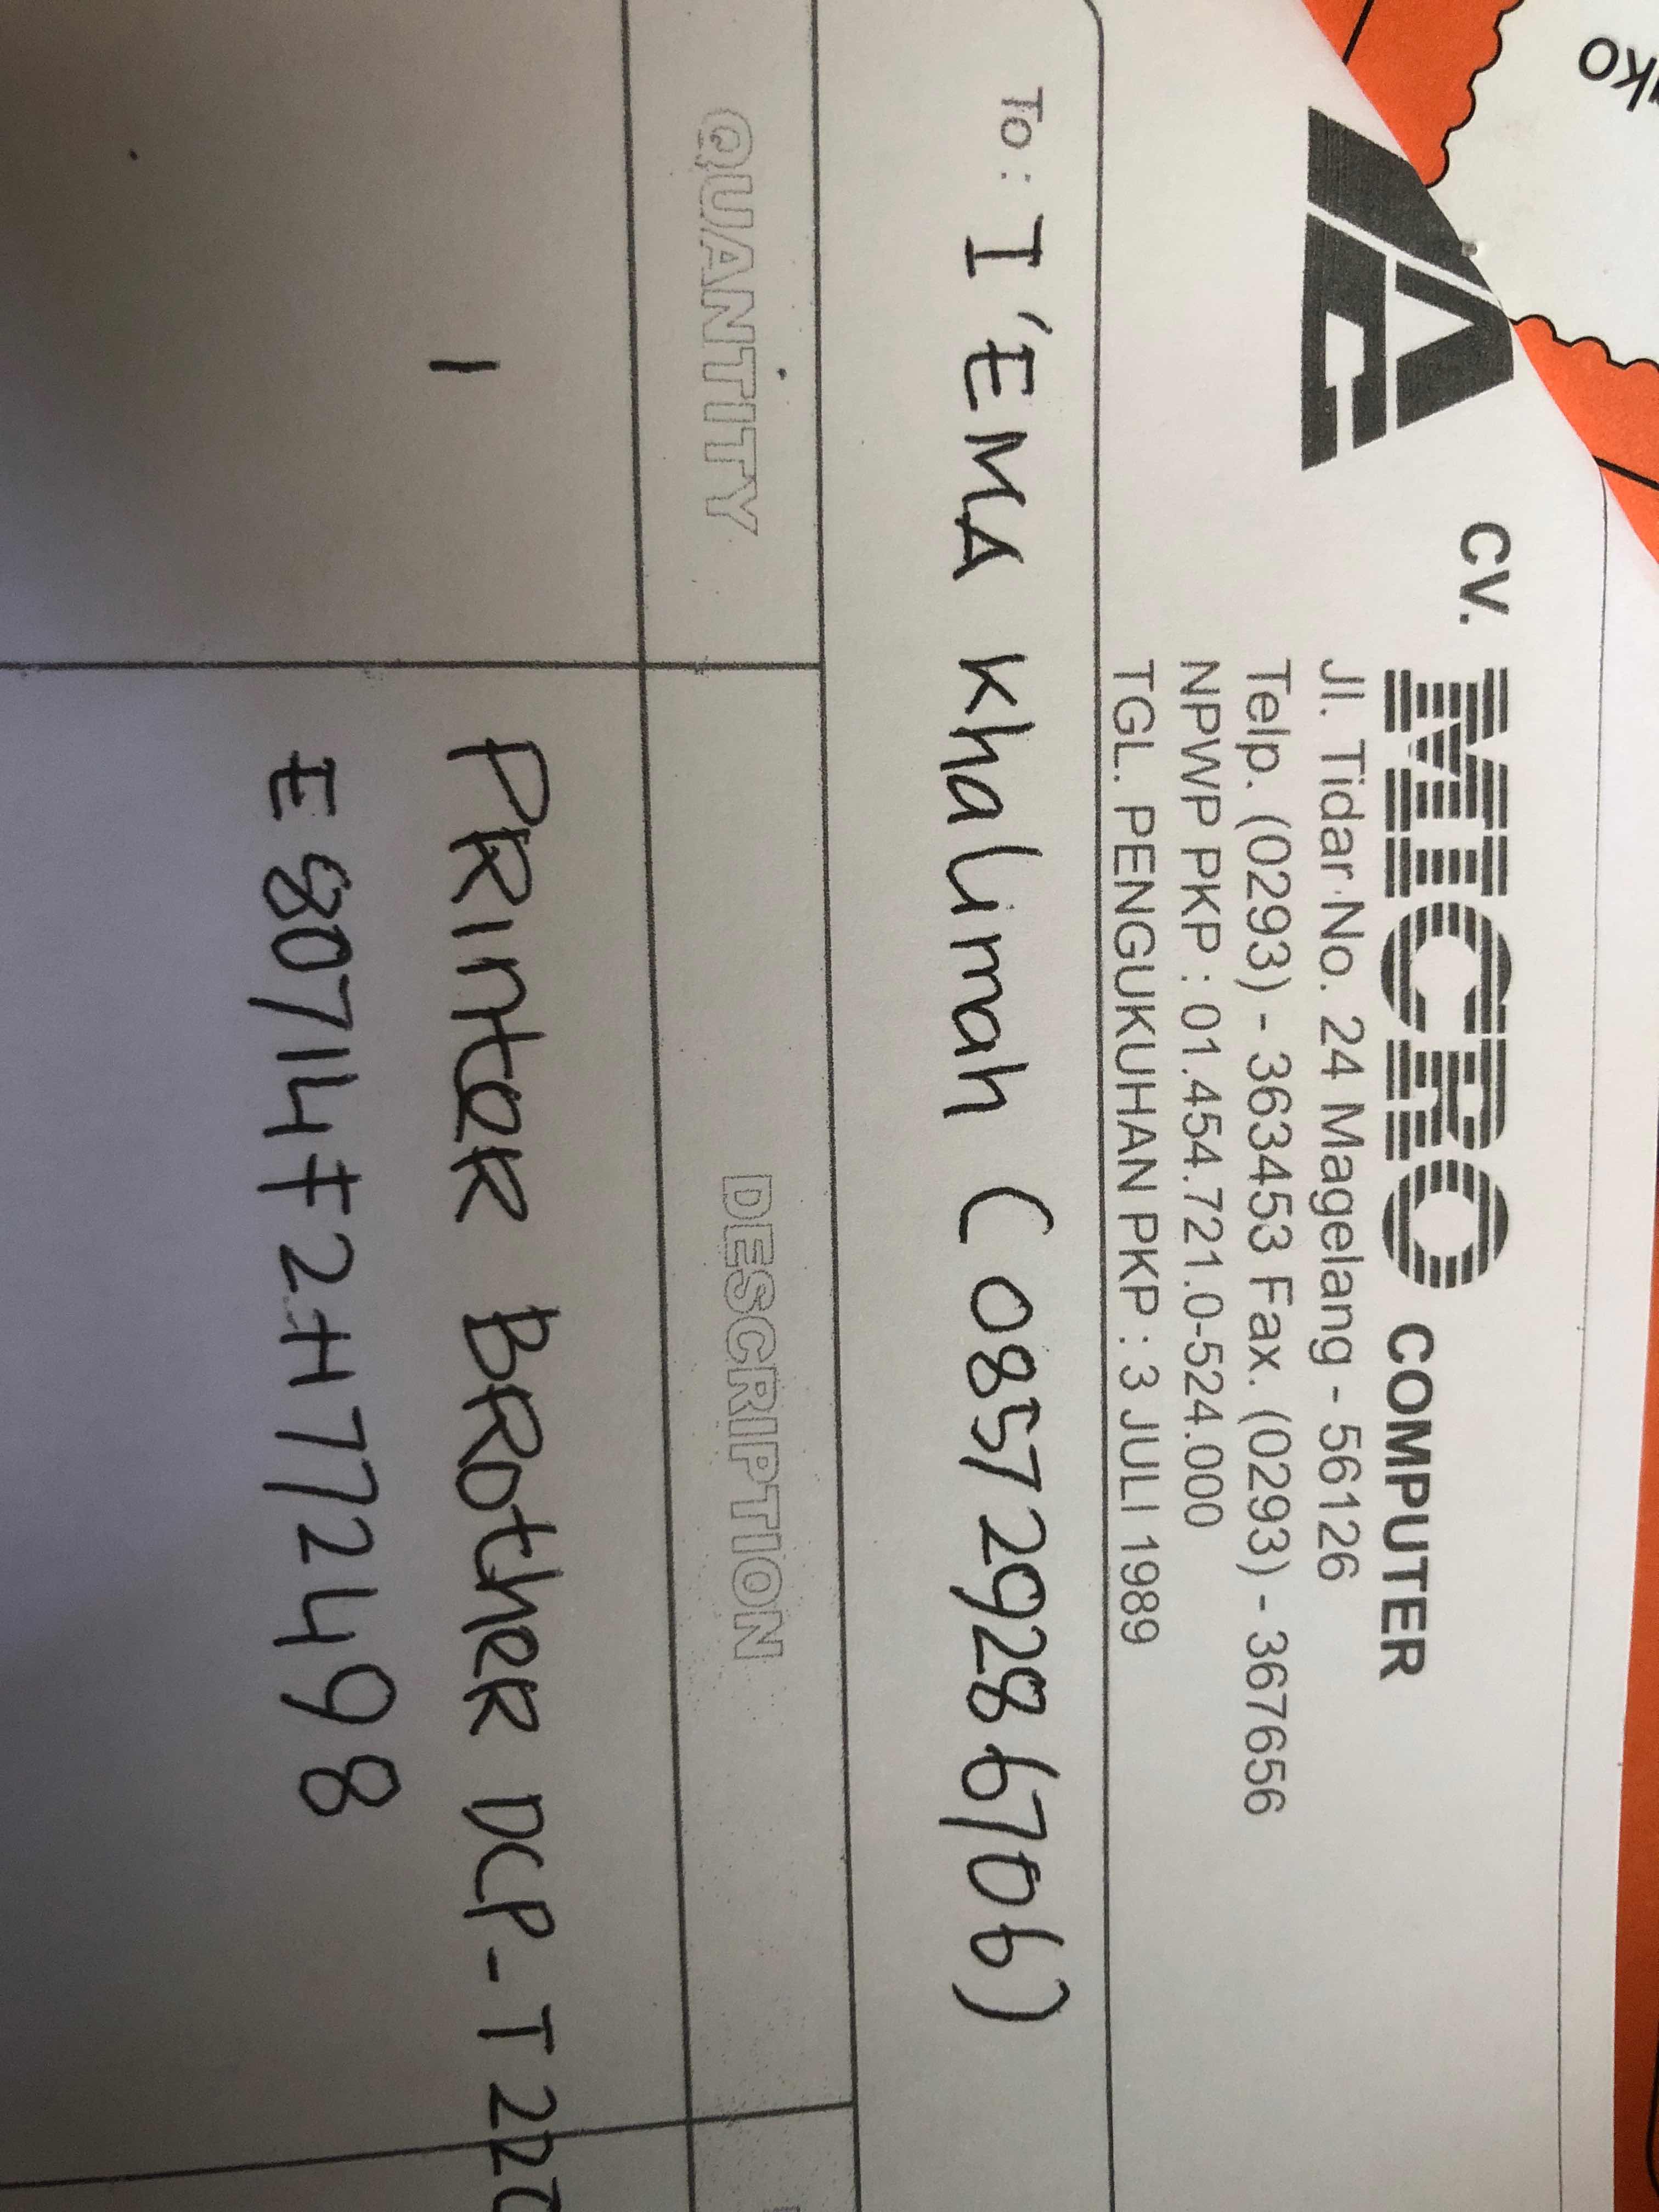 CV. MICRO COMPUTER
Jl. Tidar No. 24 Magelang - 56126
Telp. (0293) - 363453 Fax. (0293) - 367656
NPWP PKP : 01.454.721.0-524.000
TGL. PENGUKUHAN PKP : 3 JULI 1989
To : I'EMA Khalimah (085729286706)
QUANTITY DESCRIPTION
1 PRinteR BRotheR DCP-T220
E80714F2H772498